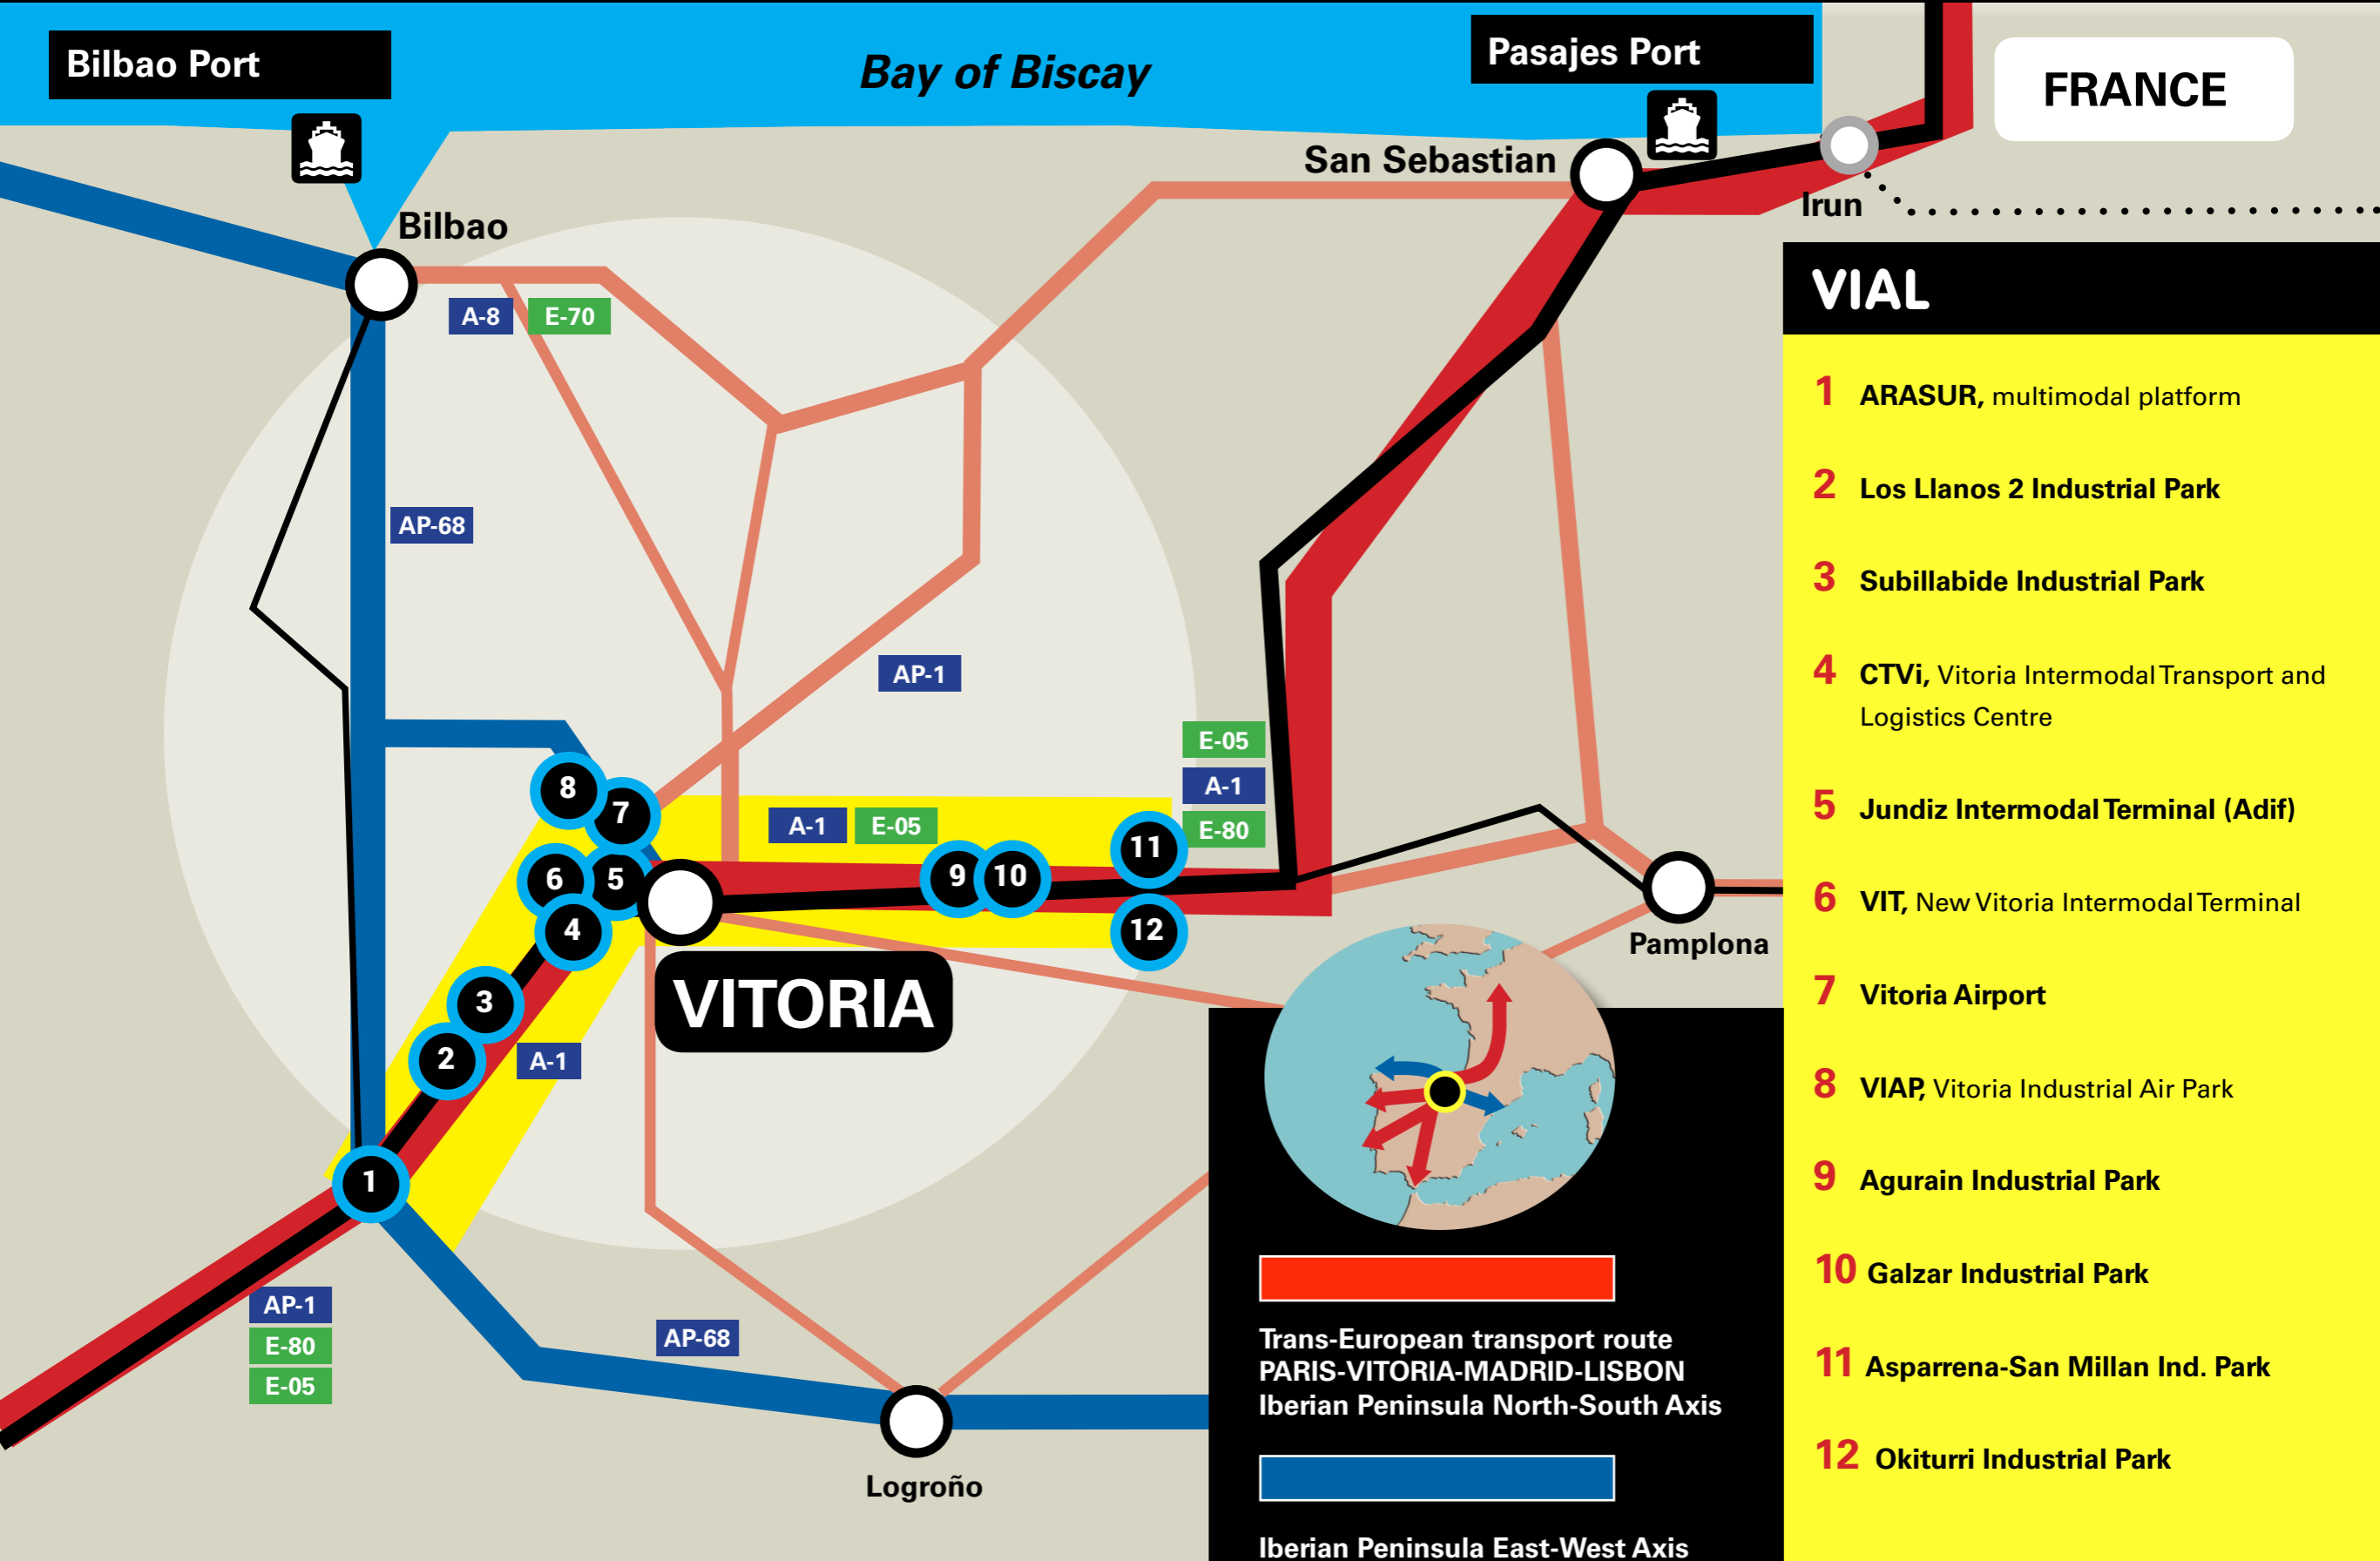 Bilbao Port
Bay of Biscay
Pasajes Port
FRANCE
San Sebastian
Irun
Bilbao
A-8
E-70
AP-68
AP-1
E-05
A-1
E-80
A-1
E-05
8
7
6
5
4
3
2
1
9
10
11
12
VITORIA
A-1
Pamplona
AP-1
E-80
E-05
AP-68
Logroño
Trans-European transport route
PARIS-VITORIA-MADRID-LISBON
Iberian Peninsula North-South Axis
Iberian Peninsula East-West Axis
VIAL
1 ARASUR, multimodal platform
2 Los Llanos 2 Industrial Park
3 Subillabide Industrial Park
4 CTVi, Vitoria Intermodal Transport and
Logistics Centre
5 Jundiz Intermodal Terminal (Adif)
6 VIT, New Vitoria Intermodal Terminal
7 Vitoria Airport
8 VIAP, Vitoria Industrial Air Park
9 Agurain Industrial Park
10 Galzar Industrial Park
11 Asparrena-San Millan Ind. Park
12 Okiturri Industrial Park